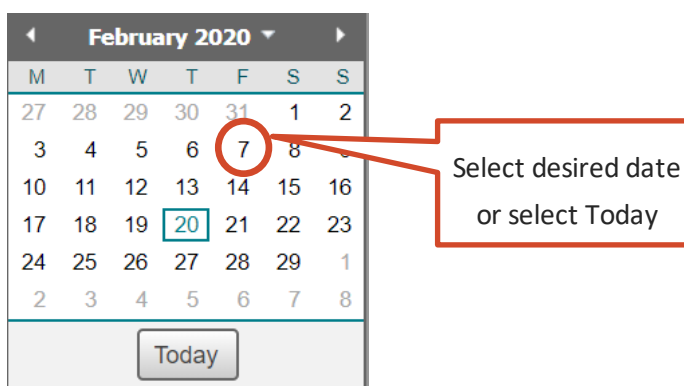 February 2020
M T W T F S S
27 28 29 30 31 1 2
3 4 5 6 7 8
10 11 12 13 14 15 16
17 18 19 20 21 22 23
24 25 26 27 28 29 1
2 3 4 5 6 7 8
Today
Select desired date
or select Today